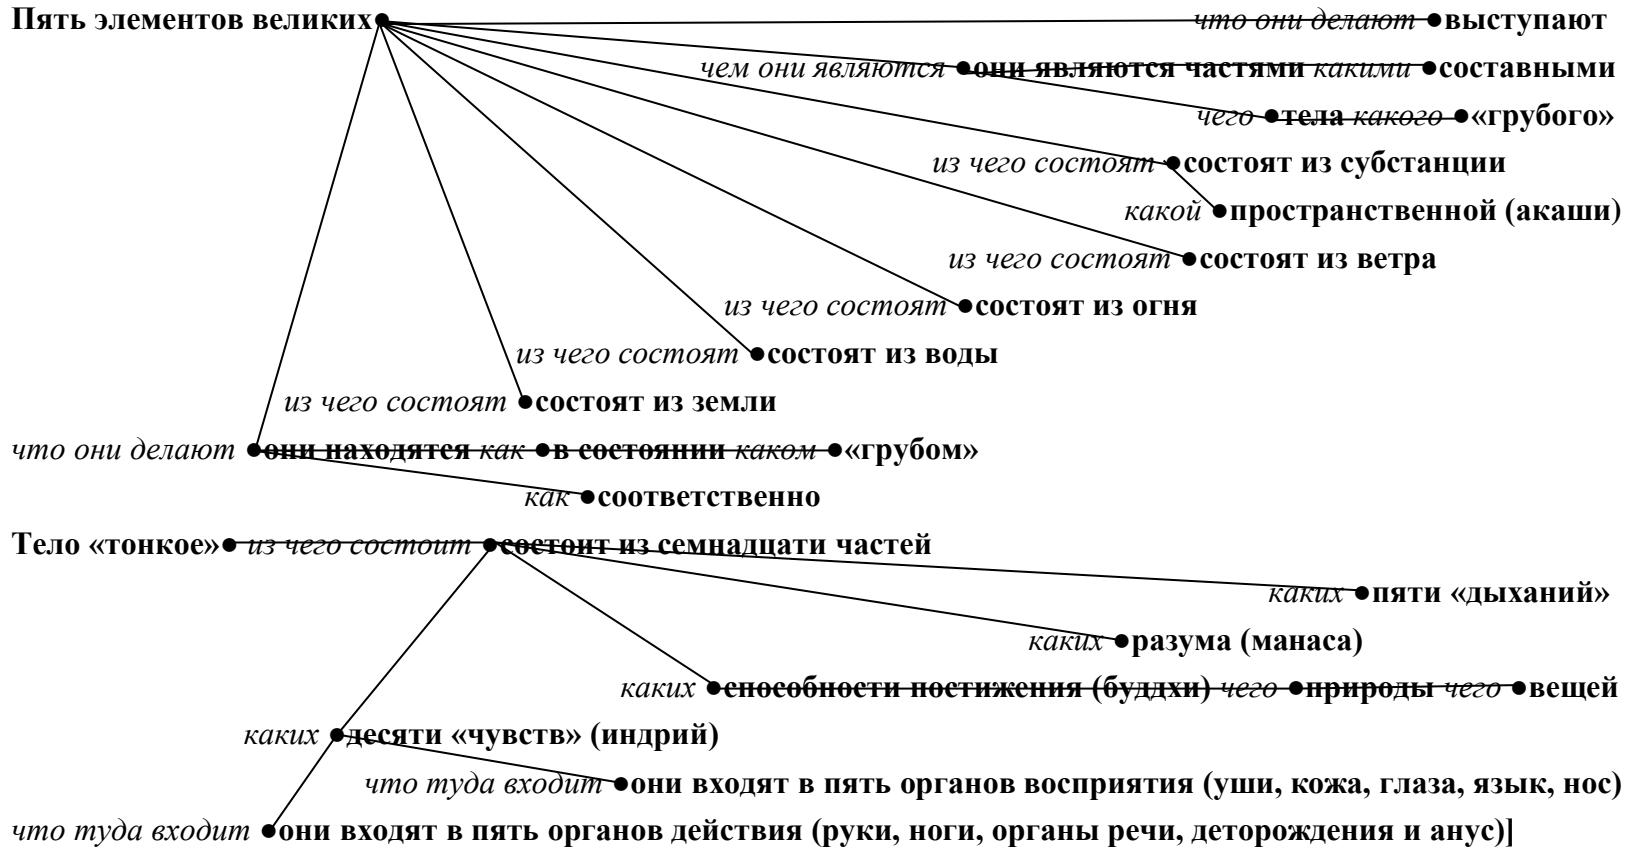 Пять элементов великих● что они делают ●выступают
чем они являются ●они являются частями какими ●составными
чего ●тела какого ●«грубого»
из чего состоят ●состоят из субстанции
какой ●пространственной (акаши)
из чего состоят ●состоят из ветра
из чего состоят ●состоят из огня
из чего состоят ●состоят из воды
из чего состоят ●состоят из земли
что они делают ●они находятся как ●в состоянии каком ●«грубом»
как ●соответственно
Тело «тонкое»● из чего состоит ●состоит из семнадцати частей
каких ●пяти «дыханий»
каких ●разума (манаса)
каких ●способности постижения (буддхи) чего ●природы чего ●вещей
каких ●десяти «чувств» (индрий)
что туда входит ●они входят в пять органов восприятия (уши, кожа, глаза, язык, нос)
что туда входит ●они входят в пять органов действия (руки, ноги, органы речи, деторождения и анус)]